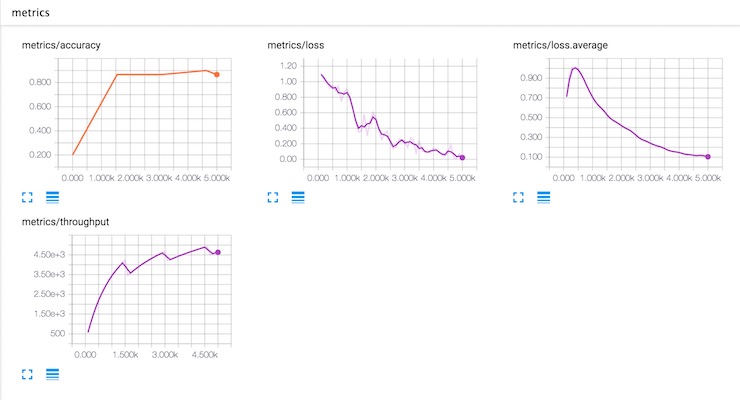 metrics
metrics/accuracy
0.800
0.600
0.400
0.200
0.000 1.000k 2.000k 3.000k 4.000k 5.000k
metrics/loss
1.20
1.00
0.800
0.600
0.400
0.200
0.00
0.000 1.000k 2.000k 3.000k 4.000k 5.000k
metrics/loss.average
0.900
0.700
0.500
0.300
0.100
0.000 1.000k 2.000k 3.000k 4.000k 5.000k
metrics/throughput
4.50e+3
3.50e+3
2.50e+3
1.50e+3
500
0.000 1.500k 3.000k 4.500k